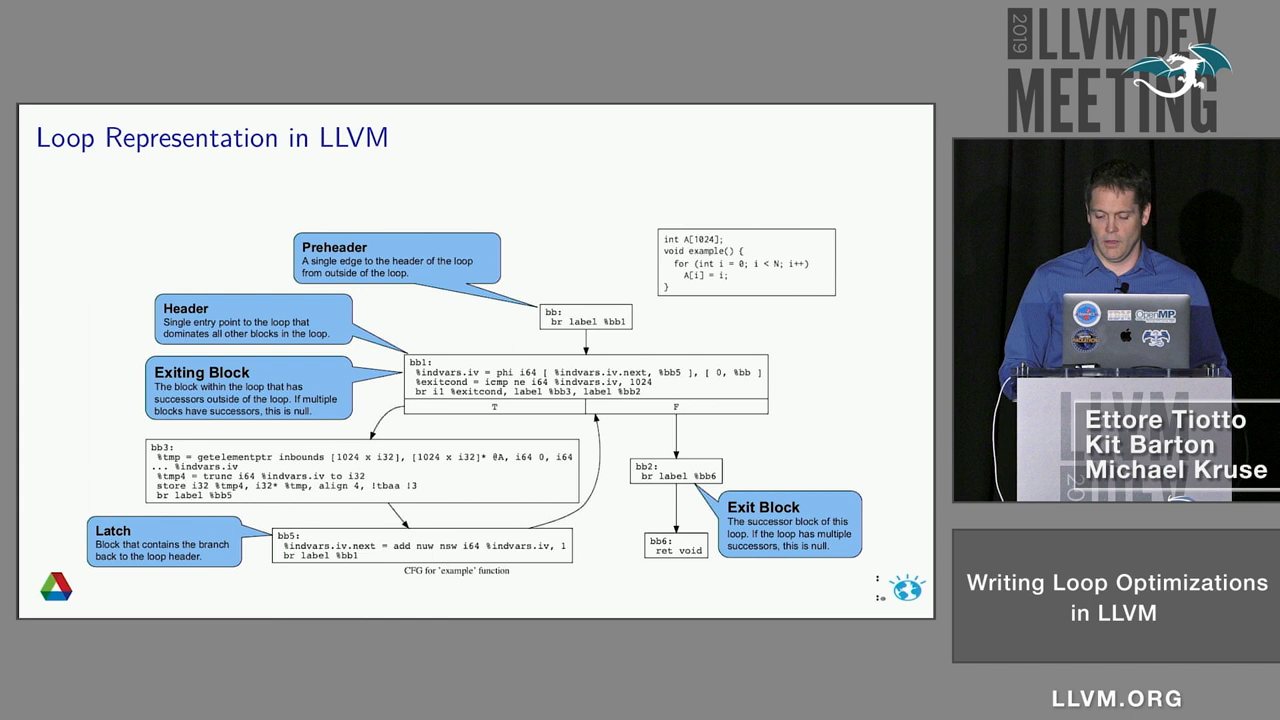 2019
LLVM DEV
MEETING
Loop Representation in LLVM
Preheader
A single edge to the header of the loop
from outside of the loop.
int A[1024];
void example() {
for (int i = 0; i < N; i++)
A[i] = i;
}
Header
Single entry point to the loop that
dominates all other blocks in the loop.
bb:
br label %bb1
Exiting Block
The block within the loop that has
successors outside of the loop. If multiple
blocks have successors, this is null.
bb1:
%indvars.iv = phi i64 [ %indvars.iv.next, %bb5 ], [ 0, %bb ]
%exitcond = icmp ne i64 %indvars.iv, 1024
br i1 %exitcond, label %bb3, label %bb2
T
F
bb3:
%tmp = getelementptr inbounds [1024 x i32], [1024 x i32]* @A, i64 0, i64
... %indvars.iv
%tmp4 = trunc i64 %indvars.iv to i32
store i32 %tmp4, i32* %tmp, align 4, !tbaa !3
br label %bb5
bb2:
br label %bb6
Exit Block
The successor block of this
loop. If the loop has multiple
successors, this is null.
Latch
Block that contains the branch
back to the loop header.
bb5:
%indvars.iv.next = add nuw nsw i64 %indvars.iv, 1
br label %bb1
bb6:
ret void
CFG for 'example' function
OpenMP
Ettore Tiotto
Kit Barton
Michael Kruse
Writing Loop Optimizations
in LLVM
LLVM.ORG